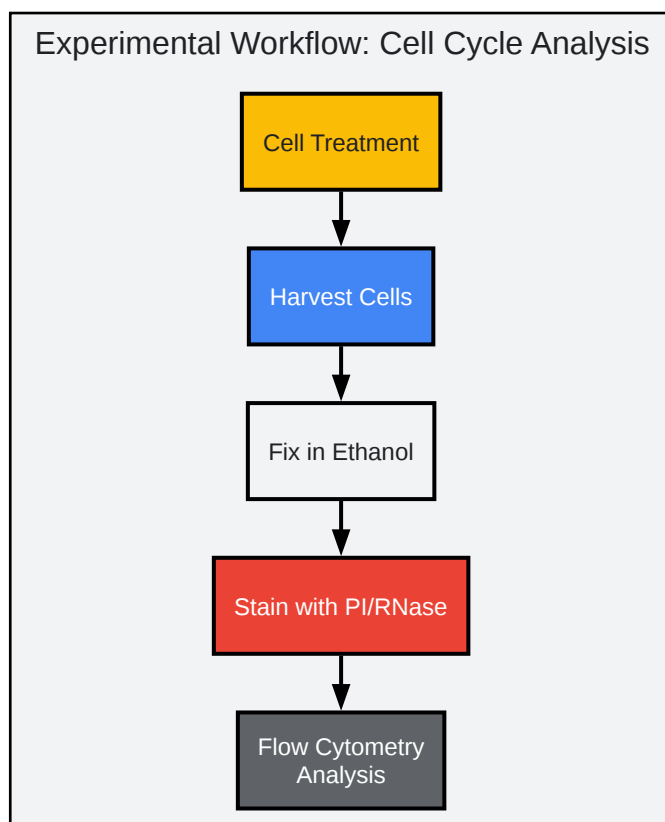 Experimental Workflow: Cell Cycle Analysis
Cell Treatment
Harvest Cells
Fix in Ethanol
Stain with PI/RNase
Flow Cytometry
Analysis